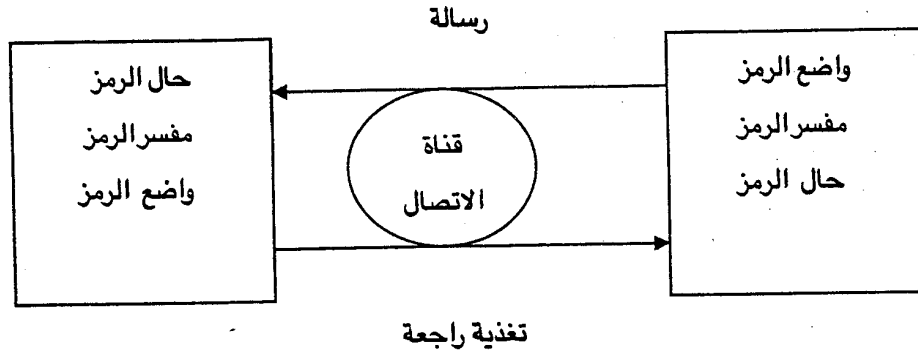 رسالة
واضع الرمز
مفسر الرمز
حال الرمز
قناة
الاتصال
حال الرمز
مفسر الرمز
واضع الرمز
تغذية راجعة